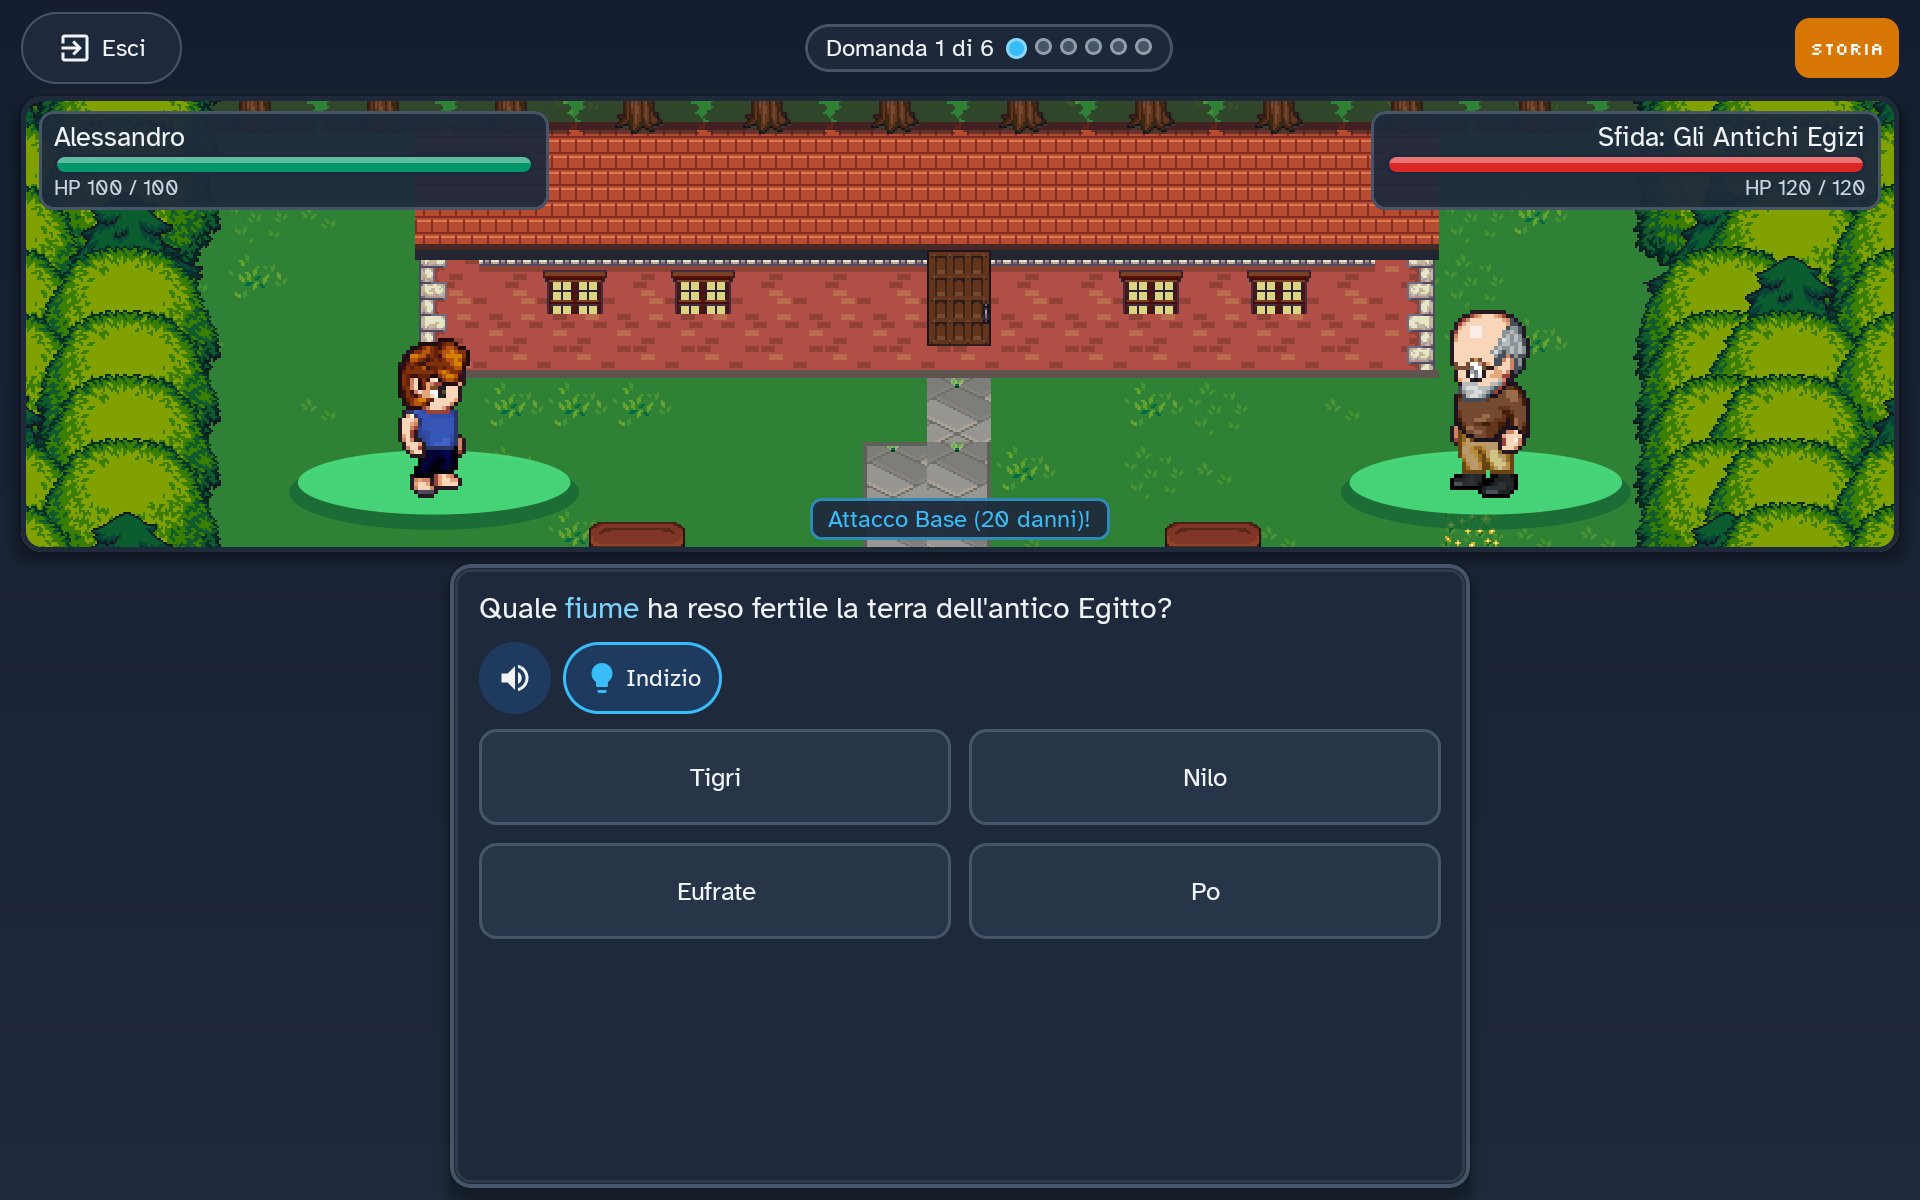 Esci
Domanda 1 di 6
STORIA
Alessandro
HP 100 / 100
Sfida: Gli Antichi Egizi
HP 120 / 120
Attacco Base (20 danni)!
Quale fiume ha reso fertile la terra dell'antico Egitto?
Indizio
Tigri
Nilo
Eufrate
Po